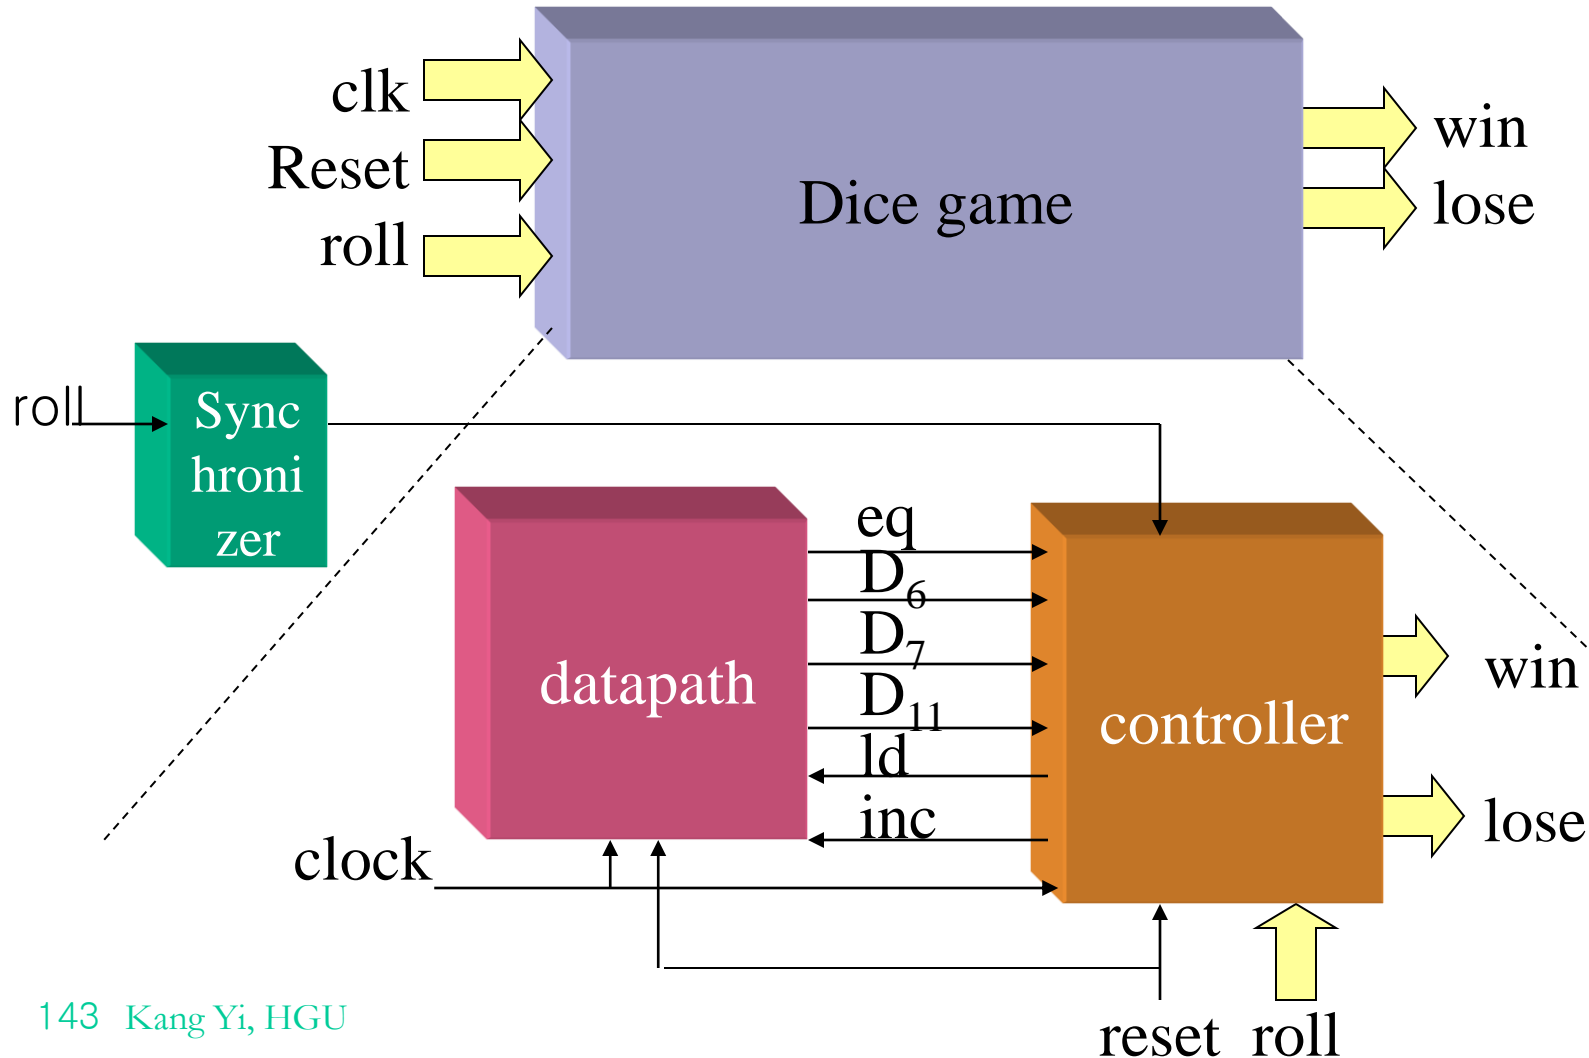 clk
Reset
roll
Dice game
win
lose
roll
Sync
hroni
zer
eq
D6
D7
D11
ld
inc
datapath
controller
win
lose
clock
reset
roll
143 Kang Yi, HGU